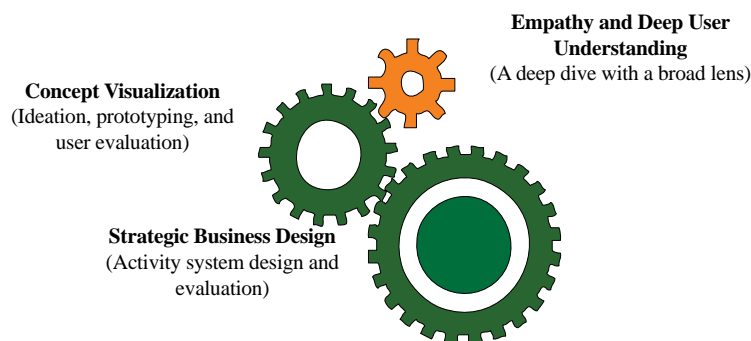 Empathy and Deep User
Understanding
(A deep dive with a broad lens)
Concept Visualization
(Ideation, prototyping, and
user evaluation)
Strategic Business Design
(Activity system design and
evaluation)